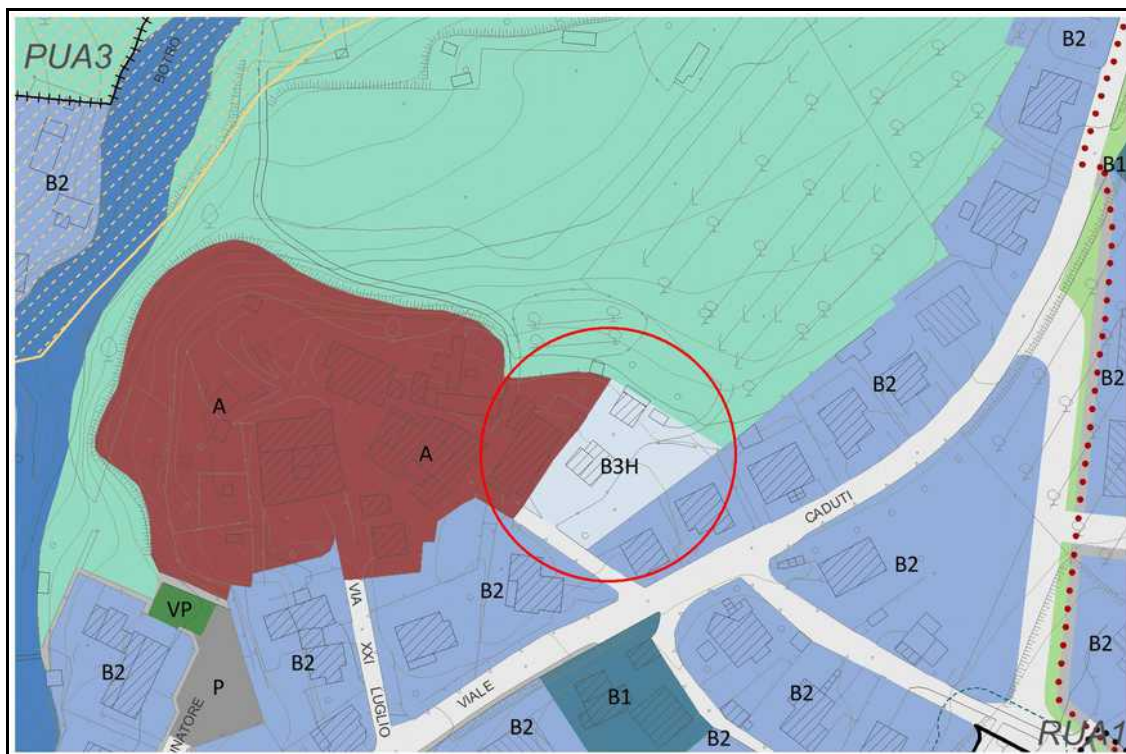 PUA3
BOTRO
B2
B2
B1
A
A
B3H
B2
B2
CADUTI
B2
B2
VIA
XXI
LUGLIO
VIALE
VP
B2
P
B2
B1
B2
B2
B2
B2
NATORE
RUA1